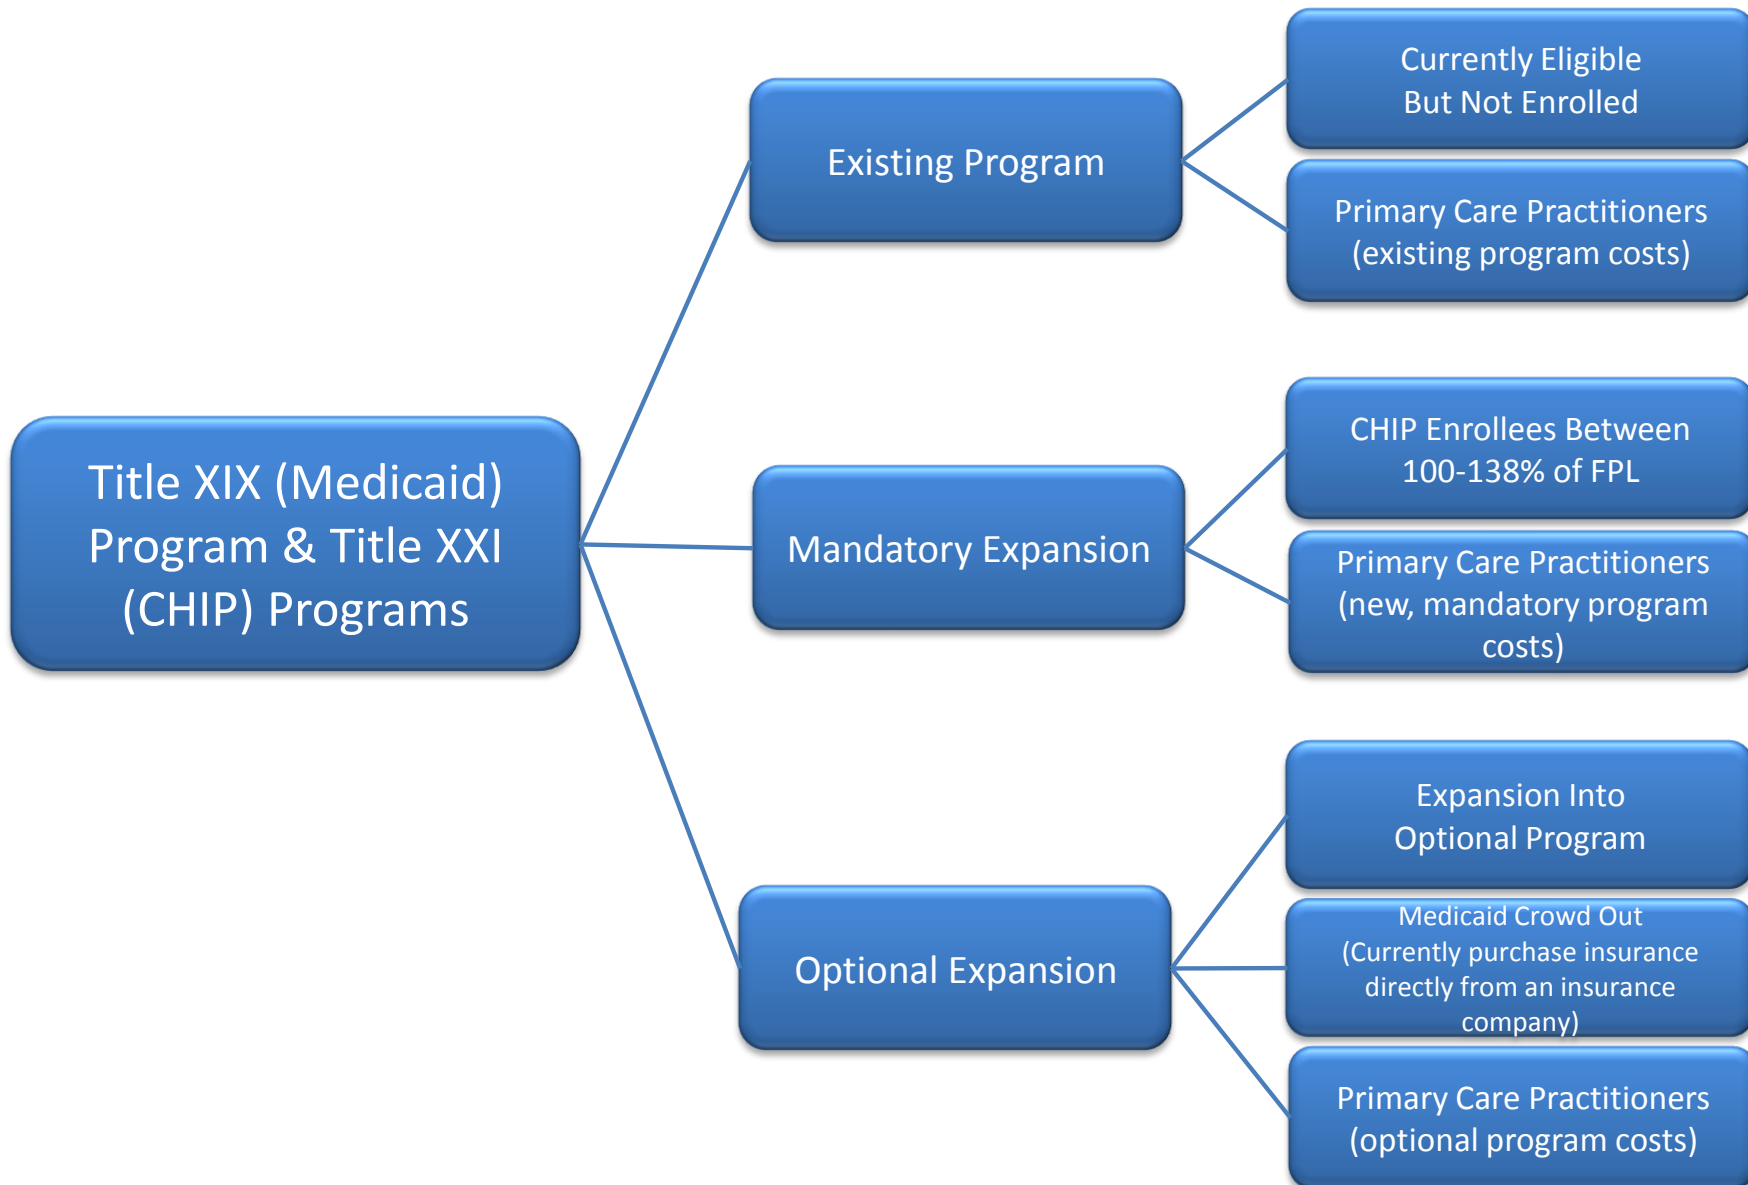 Title XIX (Medicaid)
Program & Title XXI
(CHIP) Programs
Existing Program
Currently Eligible
But Not Enrolled
Primary Care Practitioners
(existing program costs)
Mandatory Expansion
CHIP Enrollees Between
100-138% of FPL
Primary Care Practitioners
(new, mandatory program
costs)
Optional Expansion
Expansion Into
Optional Program
Medicaid Crowd Out
(Currently purchase insurance
directly from an insurance
company)
Primary Care Practitioners
(optional program costs)